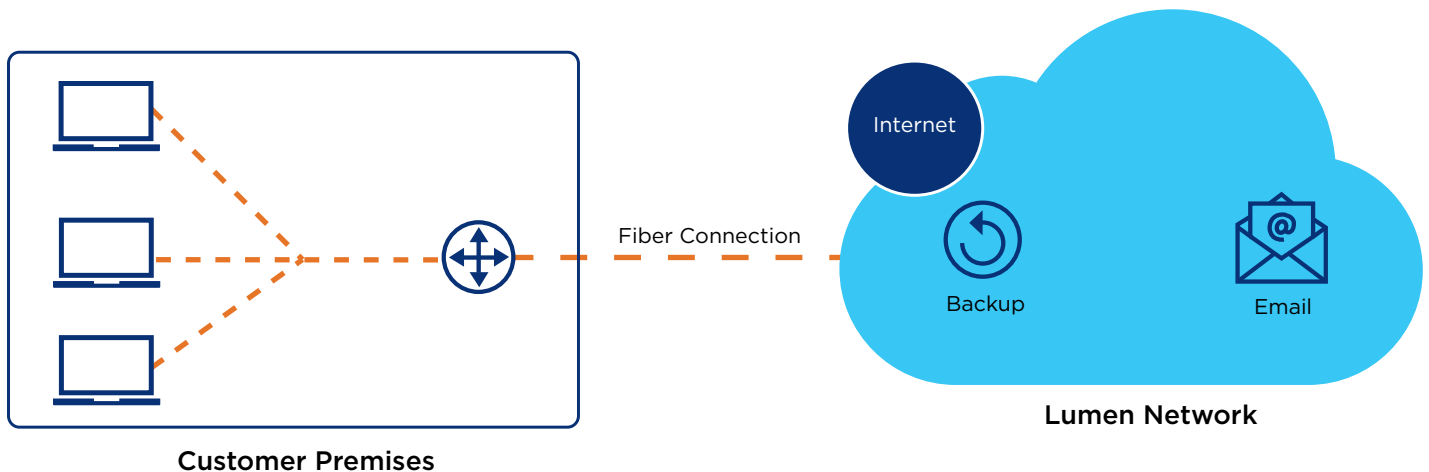 Internet
Fiber Connection
Backup
Email
Lumen Network
Customer Premises